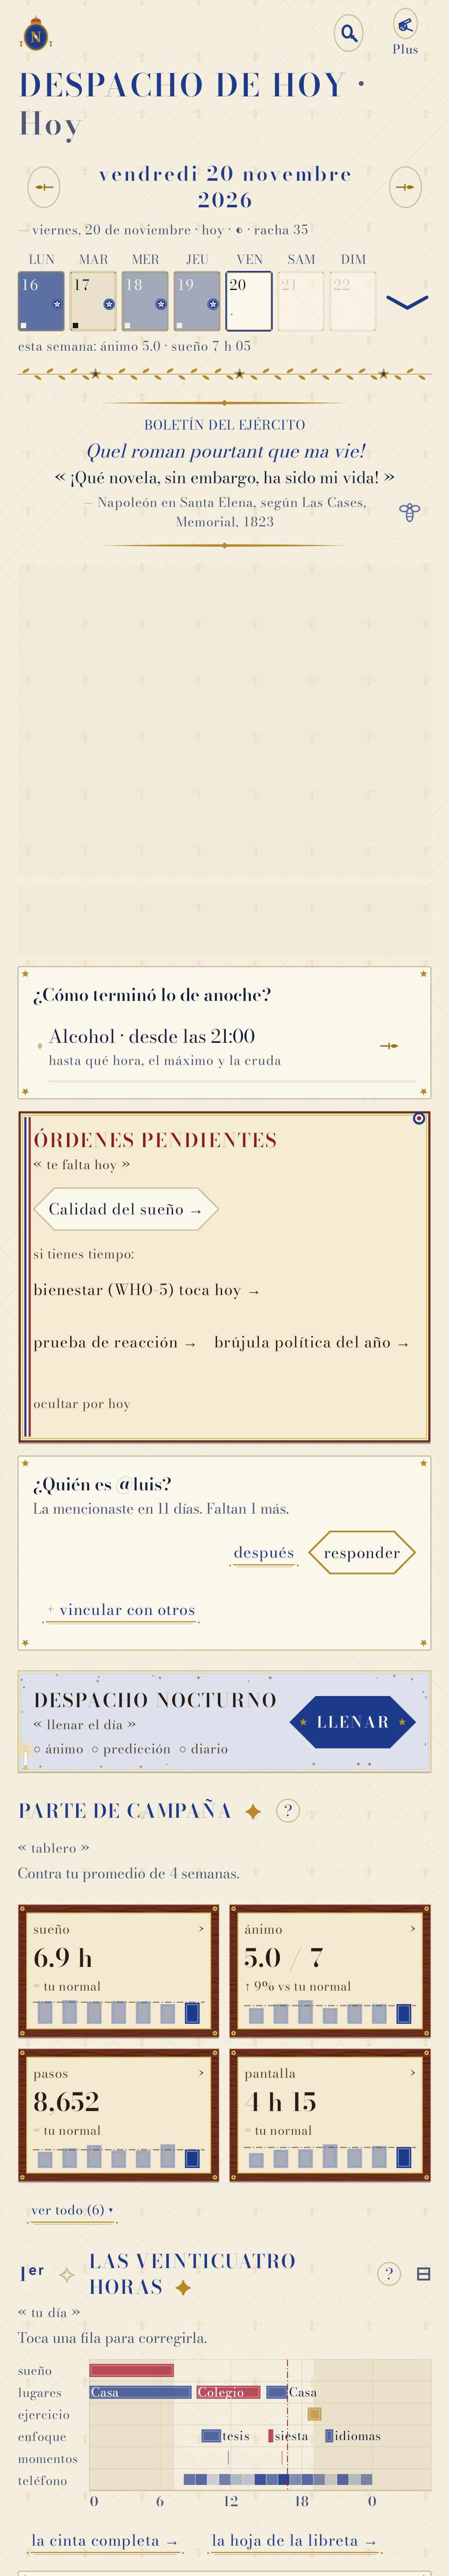 N
Plus
DESPACHO DE HOY ·
Hoy
vendredi 20 novembre
2026
— viernes, 20 de noviembre · hoy · racha 35
LUN MAR MER JEU VEN SAM DIM
16 17 18 19 20 21 22
esta semana: ánimo 5.0 · sueño 7 h 05
BOLETÍN DEL EJÉRCITO
Quel roman pourtant que ma vie!
« ¡Qué novela, sin embargo, ha sido mi vida! »
— Napoleón en Santa Elena, según Las Cases,
Memorial, 1823
¿Cómo terminó lo de anoche?
Alcohol · desde las 21:00
hasta qué hora, el máximo y la cruda
ÓRDENES PENDIENTES
« te falta hoy »
Calidad del sueño →
si tienes tiempo:
bienestar (WHO-5) toca hoy →
prueba de reacción → brújula política del año →
ocultar por hoy
¿Quién es @luis?
La mencionaste en 11 días. Faltan 1 más.
después responder
+ vincular con otros
DESPACHO NOCTURNO
« llenar el día »
○ ánimo ○ predicción ○ diario
LLENAR
PARTE DE CAMPAÑA ?
« tablero »
Contra tu promedio de 4 semanas.
sueño ›
6.9 h
= tu normal
ánimo ›
5.0 / 7
↑ 9% vs tu normal
pasos ›
8,652
= tu normal
pantalla ›
4 h 15
= tu normal
ver todo (6) ▾
1er LAS VEINTICUATRO
HORAS ?
« tu día »
Toca una fila para corregirla.
sueño
lugares Casa Colegio Casa
ejercicio
enfoque tesis siesta idiomas
momentos
teléfono
0 6 12 18 0
la cinta completa → la hoja de la libreta →